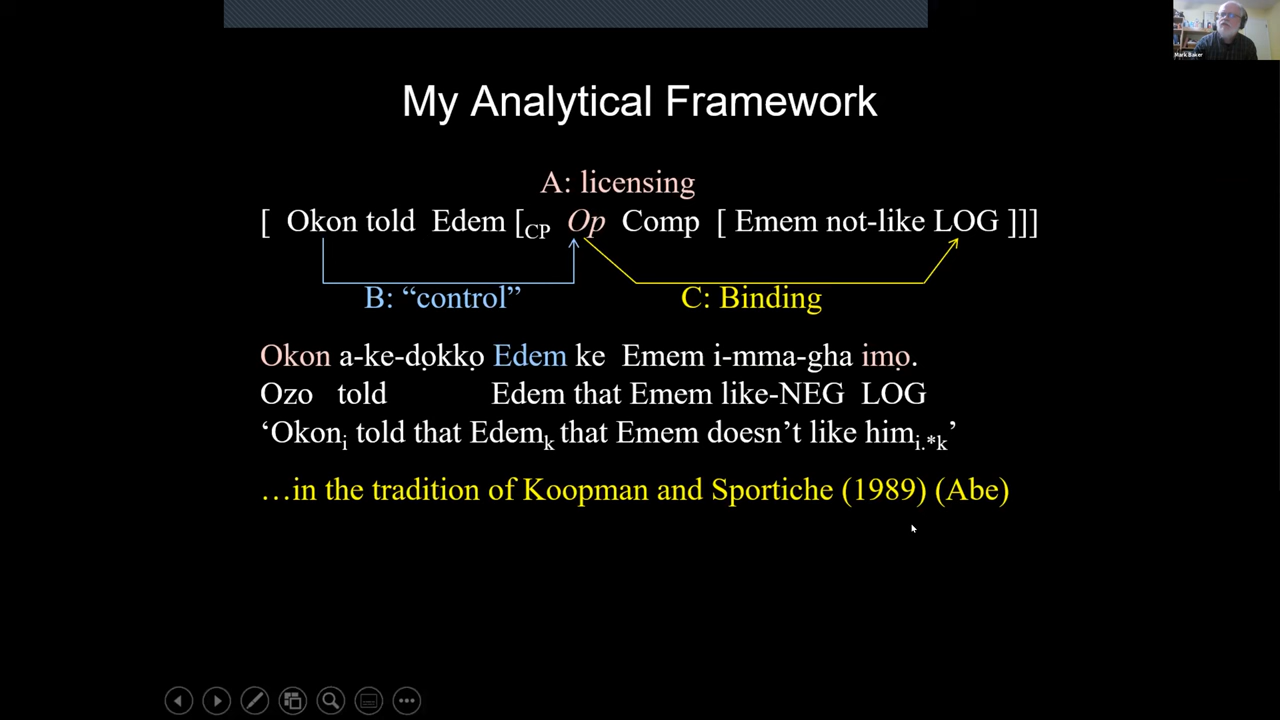 Mark Baker
My Analytical Framework
A: licensing
[ Okon told Edem [CP Op Comp [ Emem not-like LOG ]]]
B: “control” C: Binding
Okon a-ke-dọkkọ Edem ke Emem i-mma-gha imọ.
Ozo told Edem that Emem like-NEG LOG
‘Okoni told that Edemk that Emem doesn’t like himi.*k’
…in the tradition of Koopman and Sportiche (1989) (Abe)